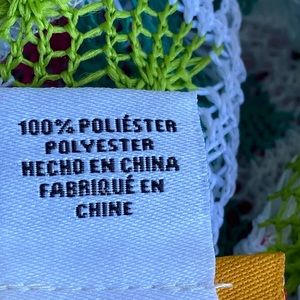 100% POLIÉSTER
POLYESTER
HECHO EN CHINA
FABRIQUÉ EN
CHINE